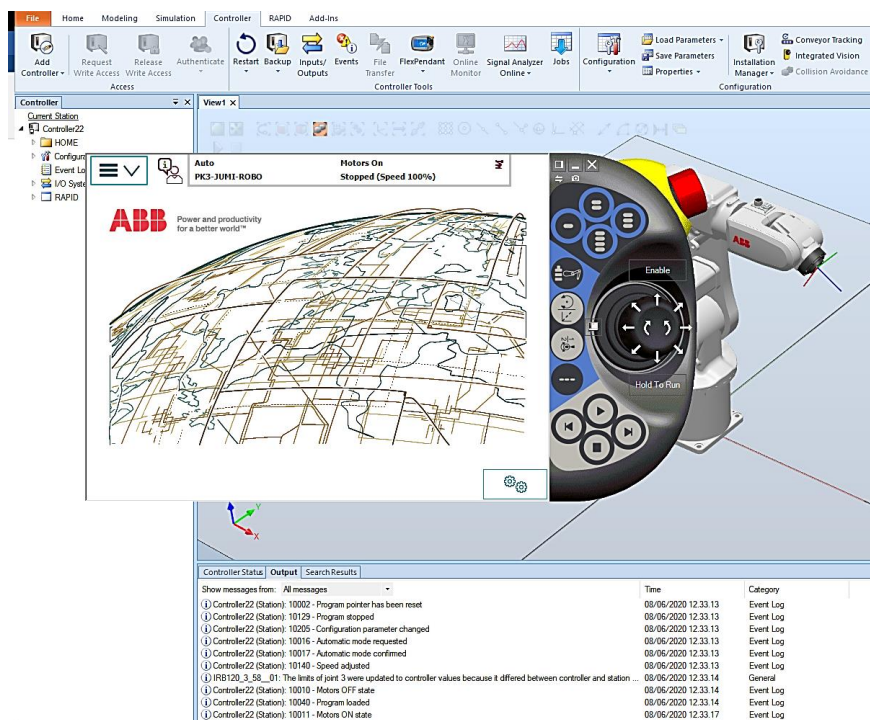 File Home Modeling Simulation Controller RAPID Add-Ins
Add Controller
Request Write Access
Release Write Access
Authenticate
Restart
Backup
Inputs/ Outputs
Events
File Transfer
FlexPendant
Online Monitor
Signal Analyzer Online
Jobs
Configuration
Load Parameters
Save Parameters
Properties
Installation Manager
Conveyor Tracking
Integrated Vision
Collision Avoidance
Access Controller Tools Configuration
Controller
View1
Current Station
Controller22
HOME
Configur
Event Lo
I/O Syste
RAPID
Auto Motors On
PK3-JUMI-ROBO Stopped (Speed 100%)
ABB Power and productivity
for a better world™
Enable
Hold To Run
ABB
Y
X
Controller Status Output Search Results
Show messages from: All messages Time Category
Controller22 (Station): 10002 - Program pointer has been reset 08/06/2020 12.33.13 Event Log
Controller22 (Station): 10129 - Program stopped 08/06/2020 12.33.13 Event Log
Controller22 (Station): 10205 - Configuration parameter changed 08/06/2020 12.33.13 Event Log
Controller22 (Station): 10016 - Automatic mode requested 08/06/2020 12.33.13 Event Log
Controller22 (Station): 10017 - Automatic mode confirmed 08/06/2020 12.33.13 Event Log
Controller22 (Station): 10140 - Speed adjusted 08/06/2020 12.33.13 Event Log
IRB120_3_58__01: The limits of joint 3 were updated to controller values because it differed between controller and station ... 08/06/2020 12.33.14 General
Controller22 (Station): 10010 - Motors OFF state 08/06/2020 12.33.14 Event Log
Controller22 (Station): 10040 - Program loaded 08/06/2020 12.33.14 Event Log
Controller22 (Station): 10011 - Motors ON state 08/06/2020 12.33.17 Event Log